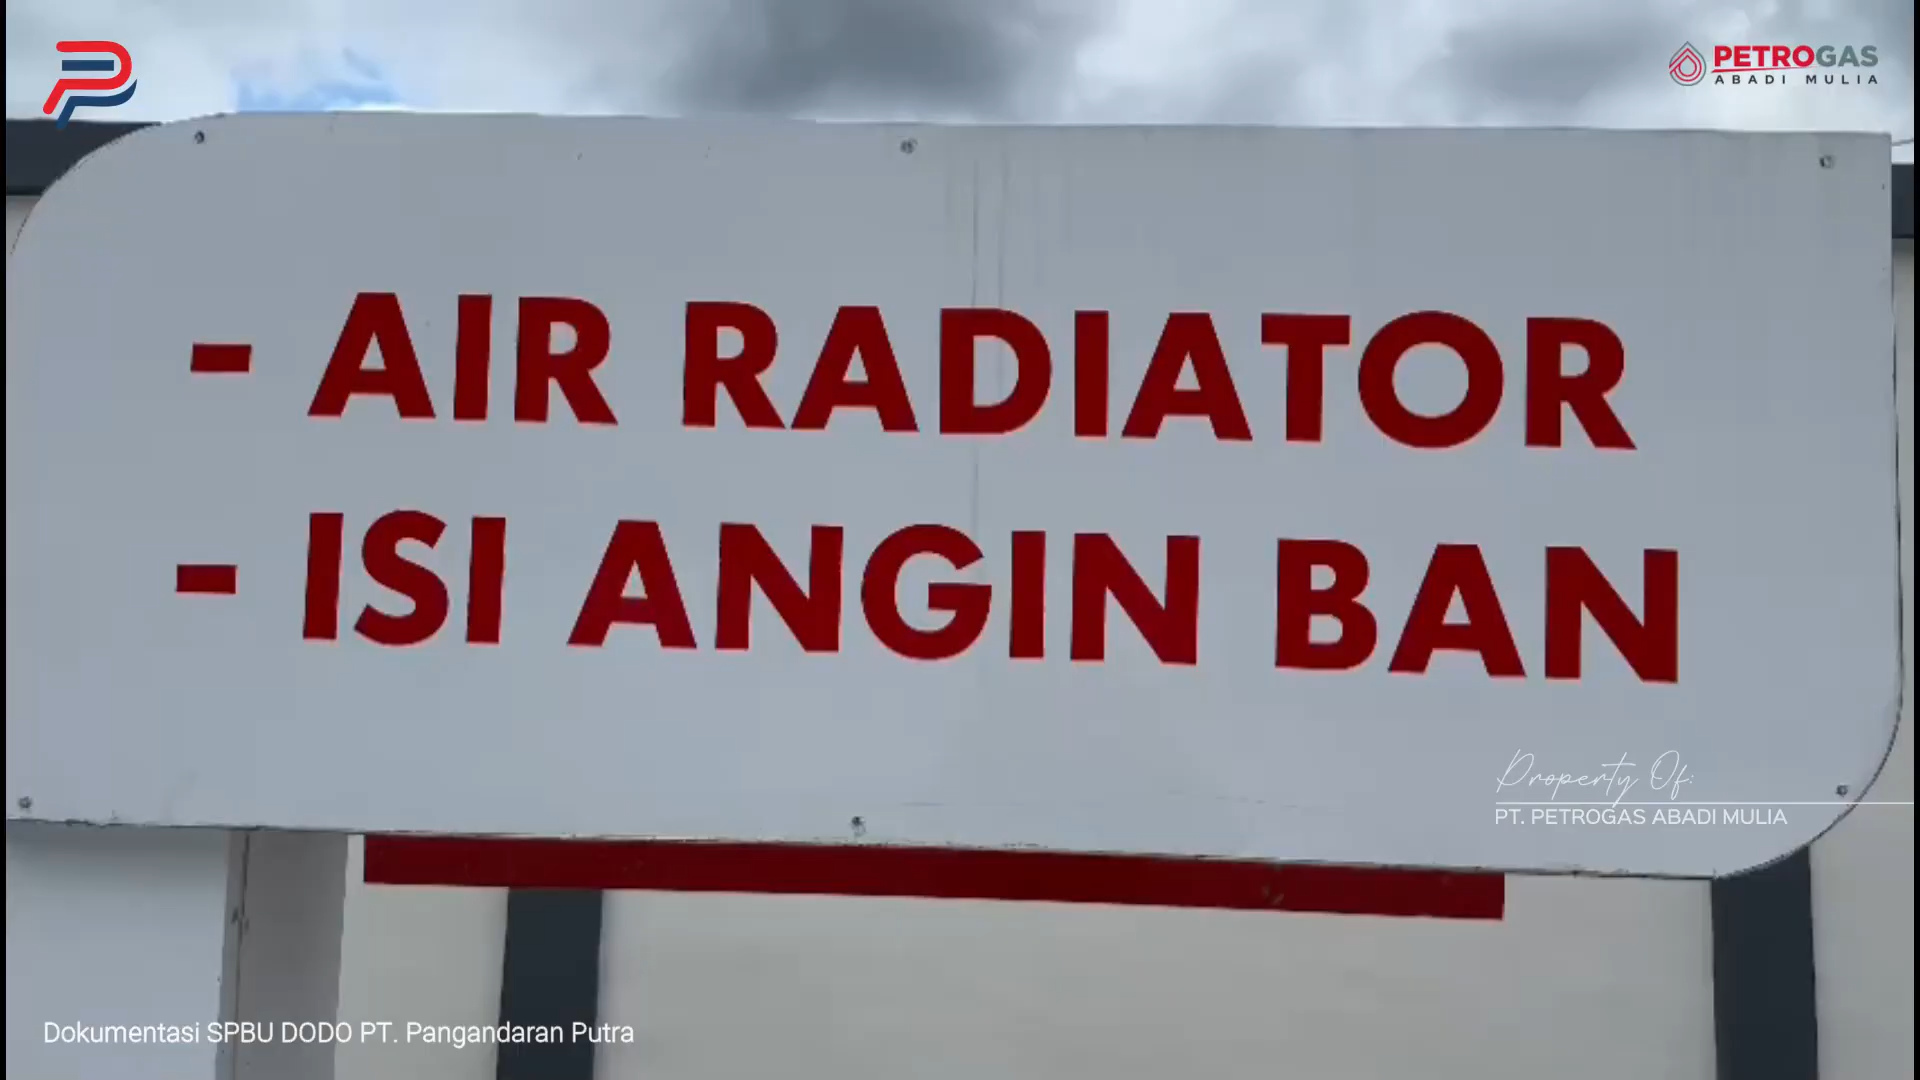 PETROGAS
ABADI MULIA
- AIR RADIATOR
- ISI ANGIN BAN
Property Of:
PT. PETROGAS ABADI MULIA
Dokumentasi SPBU DODO PT. Pangandaran Putra